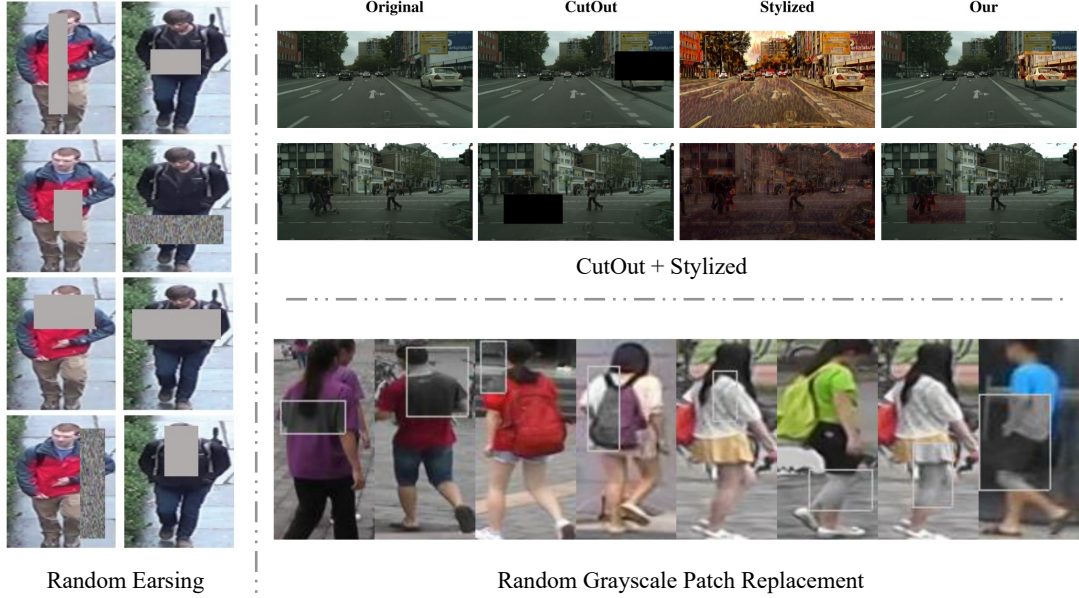 Original CutOut Stylized Our
CutOut + Stylized
Random Earsing
Random Grayscale Patch Replacement